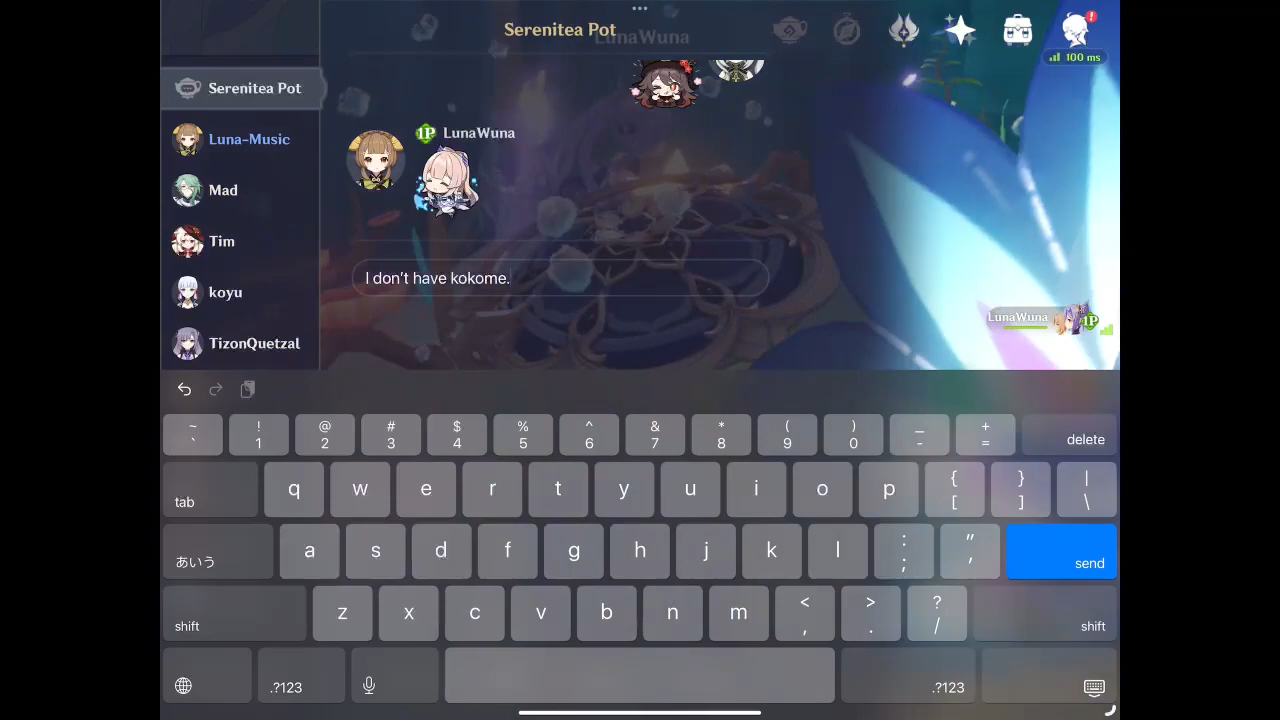 Serenitea Pot
LunaWuna
100 ms
Serenitea Pot
Luna-Music
Mad
Tim
koyu
TizonQuetzal
1P LunaWuna
I don't have kokome.
LunaWuna 1P
~ ! @ # $ % ^ & * ( ) _ +
` 1 2 3 4 5 6 7 8 9 0 - = delete
tab q w e r t y u i o p { [ } ] | \
あいう a s d f g h j k l : ; " ' send
shift z x c v b n m < , > . ? / shift
.?123 .?123